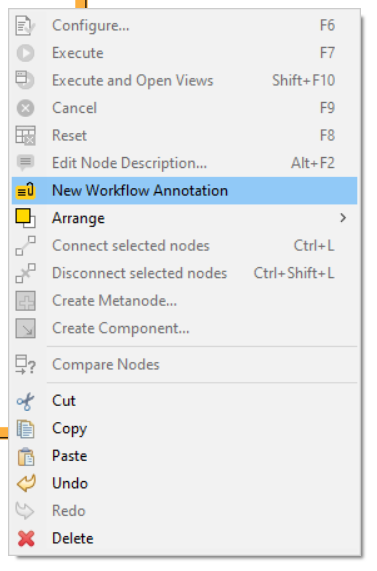 Configure... F6
Execute F7
Execute and Open Views Shift+F10
Cancel F9
Reset F8
Edit Node Description... Alt+F2
New Workflow Annotation
Arrange
Connect selected nodes Ctrl+L
Disconnect selected nodes Ctrl+Shift+L
Create Metanode...
Create Component...
Compare Nodes
Cut
Copy
Paste
Undo
Redo
Delete